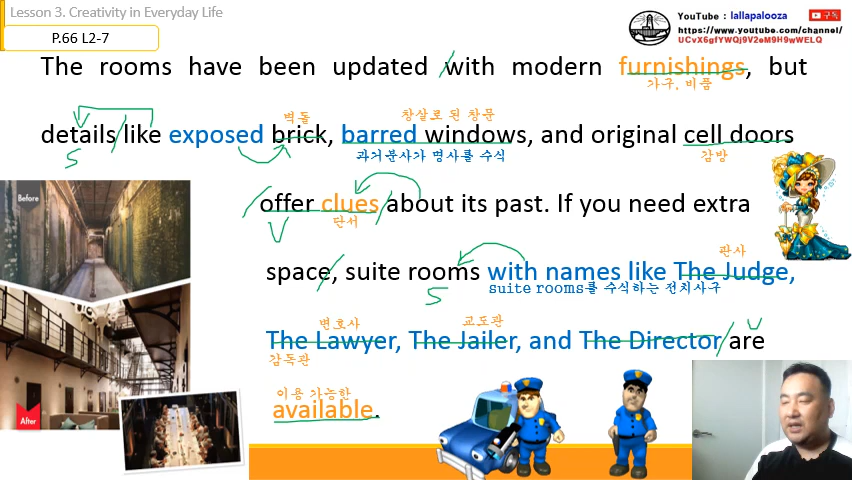 Lesson 3. Creativity in Everyday Life
P.66 L2-7
YouTube : lallapalooza 구독
https://www.youtube.com/channel/
UCvX6gfYWQj9V2eM9H9wWELQ
The rooms have been updated with modern furnishings, but
가구, 비품
벽돌 창살로 된 창문
details like exposed brick, barred windows, and original cell doors
S 과거분사가 명사를 수식 감방
Before
offer clues about its past. If you need extra
V 단서
판사
space, suite rooms with names like The Judge,
S suite rooms를 수식하는 전치사구
변호사 교도관 V
The Lawyer, The Jailer, and The Director are
감독관
이용 가능한
available.
After